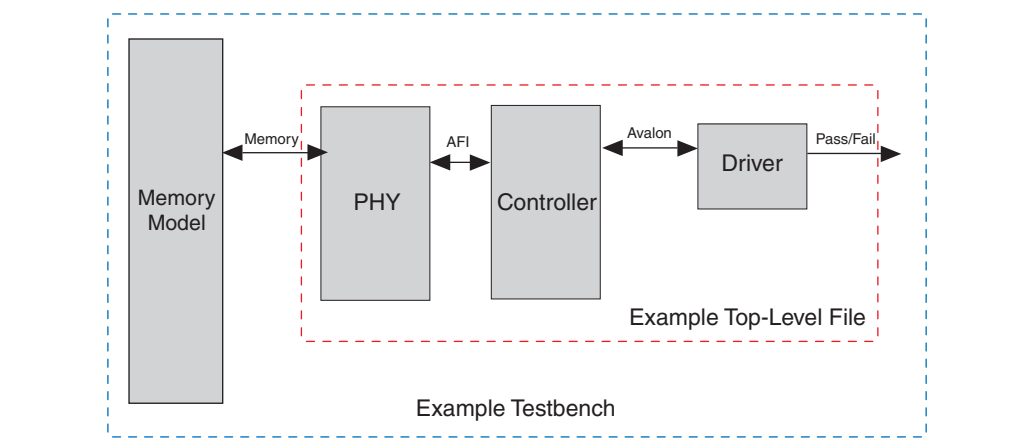 Memory
Model
Memory
PHY
AFI
Controller
Avalon
Driver
Pass/Fail
Example Top-Level File
Example Testbench